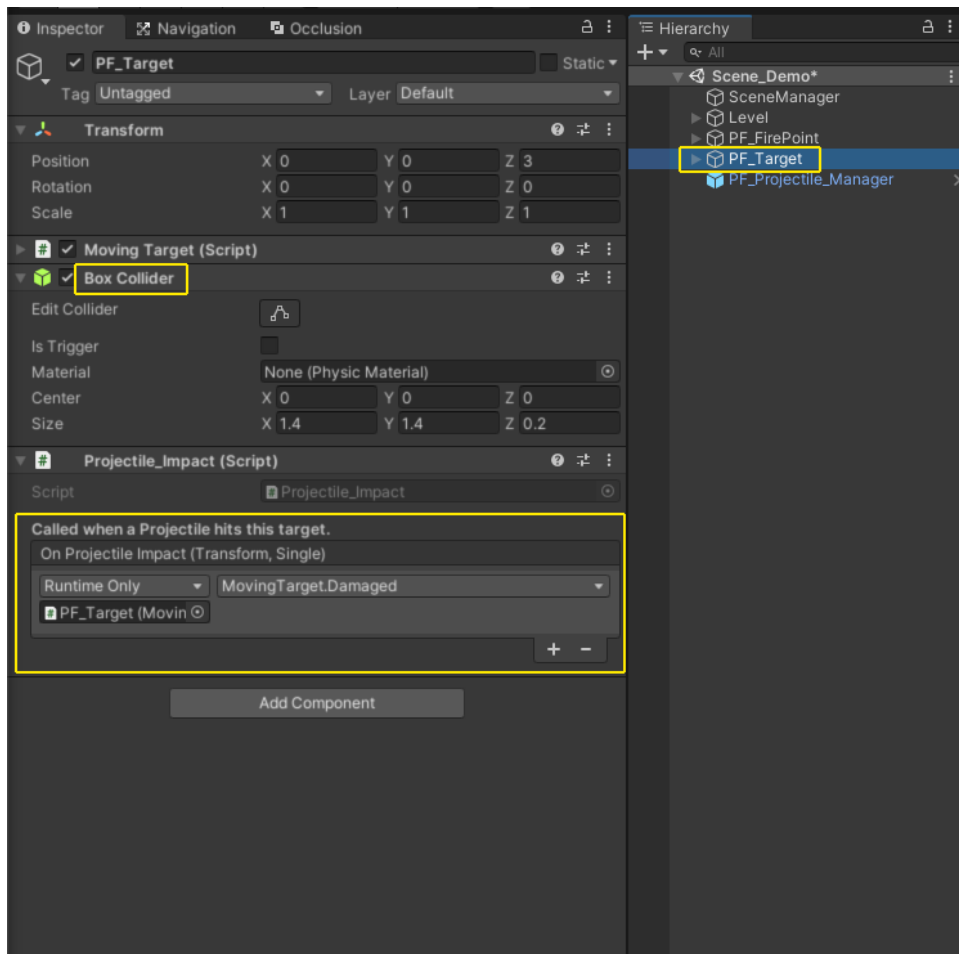 Inspector Navigation Occlusion
PF_Target Static
Tag Untagged Layer Default
Transform
Position X 0 Y 0 Z 3
Rotation X 0 Y 0 Z 0
Scale X 1 Y 1 Z 1
# Moving Target (Script)
Box Collider
Edit Collider
Is Trigger
Material None (Physic Material)
Center X 0 Y 0 Z 0
Size X 1.4 Y 1.4 Z 0.2
# Projectile_Impact (Script)
Script # Projectile_Impact
Called when a Projectile hits this target.
On Projectile Impact (Transform, Single)
Runtime Only MovingTarget.Damaged
# PF_Target (Movin
+ −
Add Component
Hierarchy
+ All
Scene_Demo*
SceneManager
Level
PF_FirePoint
PF_Target
PF_Projectile_Manager